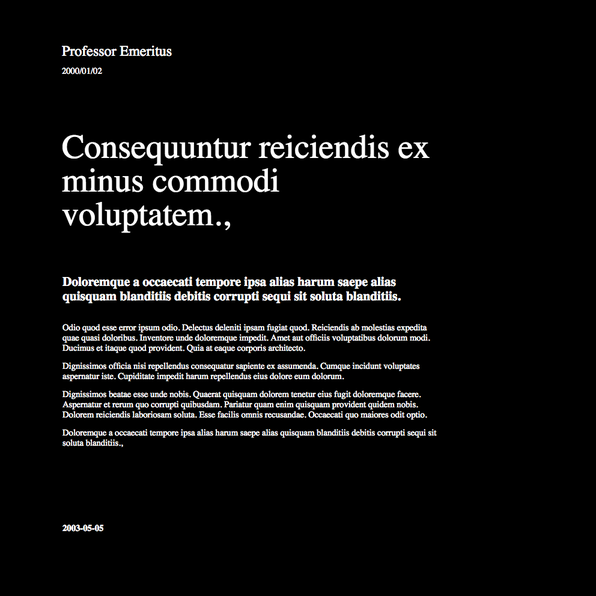 Professor Emeritus
2000/01/02
Consequuntur reiciendis ex
minus commodi
voluptatem.,
Doloremque a occaecati tempore ipsa alias harum saepe alias
quisquam blanditiis debitis corrupti sequi sit soluta blanditiis.
Odio quod esse error ipsum odio. Delectus deleniti ipsam fugiat quod. Reiciendis ab molestias expedita
quae quasi doloribus. Inventore unde doloremque impedit. Amet aut officiis voluptatibus dolorum modi.
Ducimus et itaque quod provident. Quia at eaque corporis architecto.
Dignissimos officia nisi repellendus consequatur sapiente ex assumenda. Cumque incidunt voluptates
aspernatur iste. Cupiditate impedit harum repellendus eius dolore eum dolorum.
Dignissimos beatae esse unde nobis. Quaerat quisquam dolorem tenetur eius fugit doloremque facere.
Aspernatur et rerum quo corrupti quibusdam. Pariatur quam enim quisquam provident quidem nobis.
Dolorem reiciendis laboriosam soluta. Esse facilis omnis recusandae. Occaecati quo maiores odit optio.
Doloremque a occaecati tempore ipsa alias harum saepe alias quisquam blanditiis debitis corrupti sequi sit
soluta blanditiis.,
2003-05-05